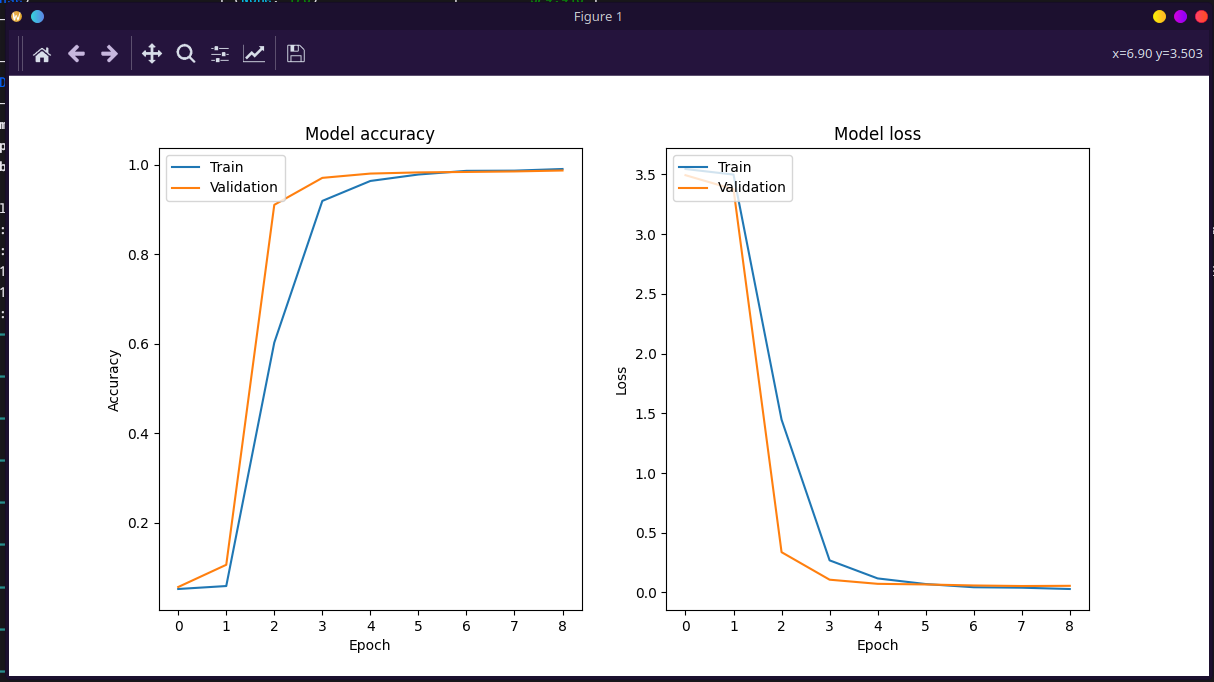 Figure 1
x=6.90 y=3.503
Model accuracy
Train
Validation
1.0
0.8
0.6
0.4
0.2
Accuracy
0 1 2 3 4 5 6 7 8
Epoch
Model loss
Train
Validation
3.5
3.0
2.5
2.0
1.5
1.0
0.5
0.0
Loss
0 1 2 3 4 5 6 7 8
Epoch